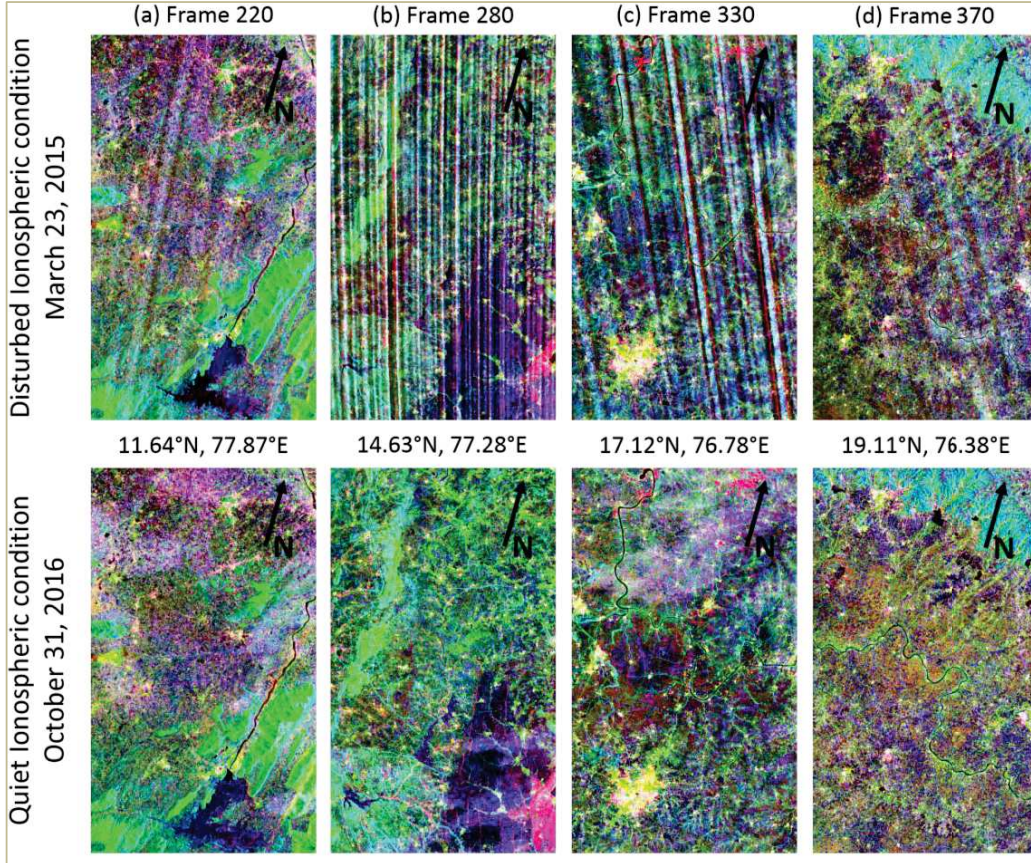 (a) Frame 220
(b) Frame 280
(c) Frame 330
(d) Frame 370
Disturbed Ionospheric condition
March 23, 2015
N
N
N
N
11.64°N, 77.87°E
14.63°N, 77.28°E
17.12°N, 76.78°E
19.11°N, 76.38°E
Quiet Ionospheric condition
October 31, 2016
N
N
N
N